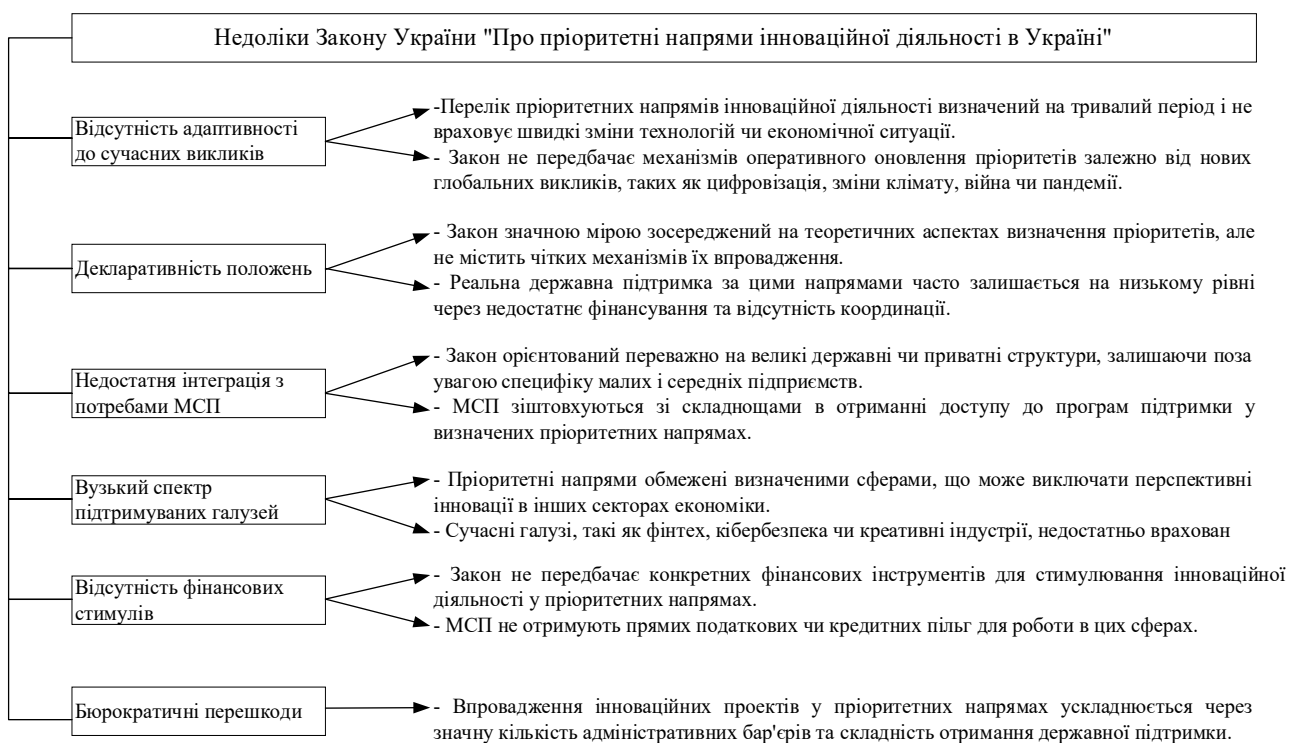 Недоліки Закону України "Про пріоритетні напрями інноваційної діяльності в Україні"
Відсутність адаптивності
до сучасних викликів
-Перелік пріоритетних напрямів інноваційної діяльності визначений на тривалий період і не
враховує швидкі зміни технологій чи економічної ситуації.
- Закон не передбачає механізмів оперативного оновлення пріоритетів залежно від нових
глобальних викликів, таких як цифровізація, зміни клімату, війна чи пандемії.
Декларативність положень
- Закон значною мірою зосереджений на теоретичних аспектах визначення пріоритетів, але
не містить чітких механізмів їх впровадження.
- Реальна державна підтримка за цими напрямами часто залишається на низькому рівні
через недостатнє фінансування та відсутність координації.
Недостатня інтеграція з
потребами МСП
- Закон орієнтований переважно на великі державні чи приватні структури, залишаючи поза
увагою специфіку малих і середніх підприємств.
- МСП зіштовхуються зі складнощами в отриманні доступу до програм підтримки у
визначених пріоритетних напрямах.
Вузький спектр
підтримуваних галузей
- Пріоритетні напрями обмежені визначеними сферами, що може виключати перспективні
інновації в інших секторах економіки.
- Сучасні галузі, такі як фінтех, кібербезпека чи креативні індустрії, недостатньо врахован
Відсутність фінансових
стимулів
- Закон не передбачає конкретних фінансових інструментів для стимулювання інноваційної
діяльності у пріоритетних напрямах.
- МСП не отримують прямих податкових чи кредитних пільг для роботи в цих сферах.
Бюрократичні перешкоди
- Впровадження інноваційних проектів у пріоритетних напрямах ускладнюється через
значну кількість адміністративних бар'єрів та складність отримання державної підтримки.